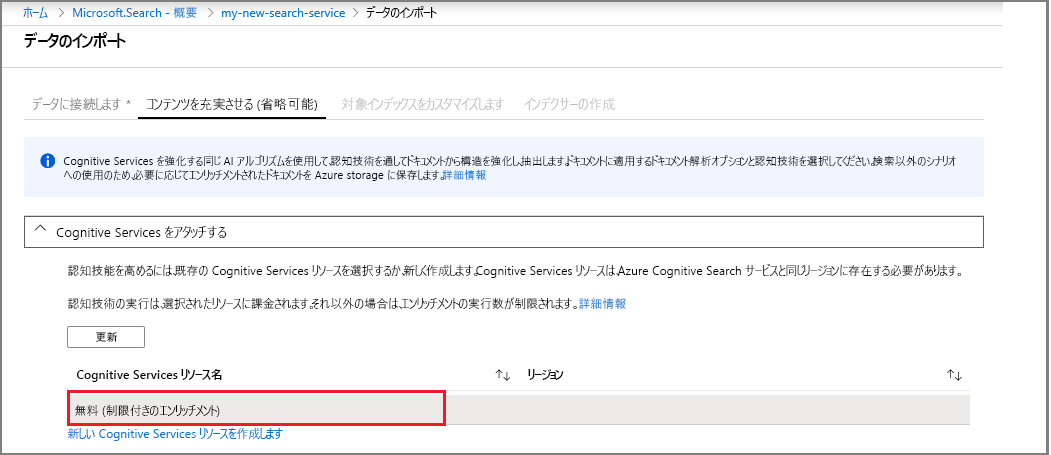 ホーム > Microsoft.Search - 概要 > my-new-search-service > データのインポート
データのインポート
データに接続します * コンテンツを充実させる (省略可能) 対象インデックスをカスタマイズします インデクサーの作成
Cognitive Services を強化する同じ AI アルゴリズムを使用して、認知技術を通してドキュメントから構造を強化し、抽出します。ドキュメントに適用するドキュメント解析オプションと認知技術を選択してください。検索以外のシナリオ
への使用のため、必要に応じてエンリッチメントされたドキュメントを Azure storage に保存します。詳細情報
Cognitive Services をアタッチする
認知技能を高めるには、既存の Cognitive Services リソースを選択するか、新しく作成します。Cognitive Services リソースは、Azure Cognitive Search サービスと同じリージョンに存在する必要があります。
認知技術の実行は、選択されたリソースに課金されます。それ以外の場合は、エンリッチメントの実行数が制限されます。詳細情報
更新
Cognitive Services リソース名 ↑↓ リージョン ↑↓
無料 (制限付きのエンリッチメント)
新しい Cognitive Services リソースを作成します